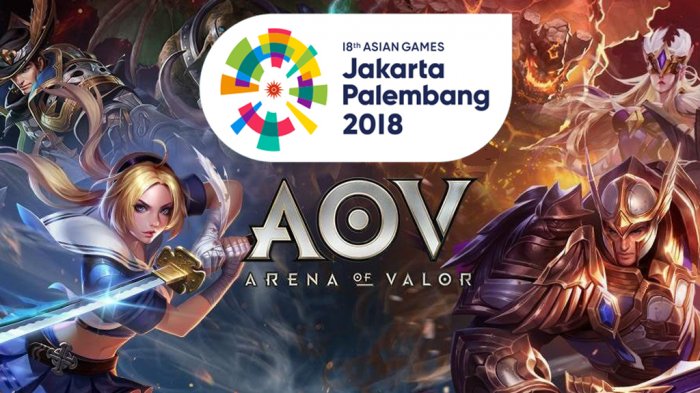 18th ASIAN GAMES
Jakarta
Palembang
2018
AOV
ARENA OF VALOR